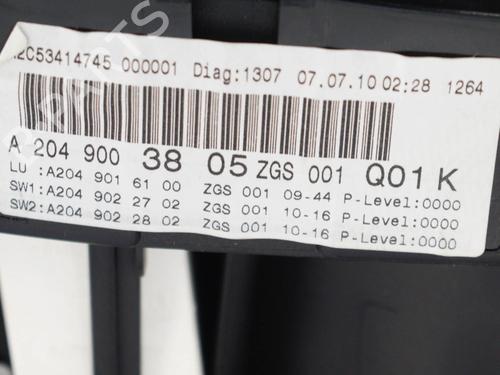 A2C53414745 000001 Diag:1307 07.07.10 02:28 1264
A 204 900 38 05 ZGS 001 Q01 K
LU :A204 901 61 00 ZGS 001 09-44 P-Level:0000
SW1:A204 902 27 02 ZGS 001 10-16 P-Level:0000
SW2:A204 902 28 02 ZGS 001 10-16 P-Level:0000